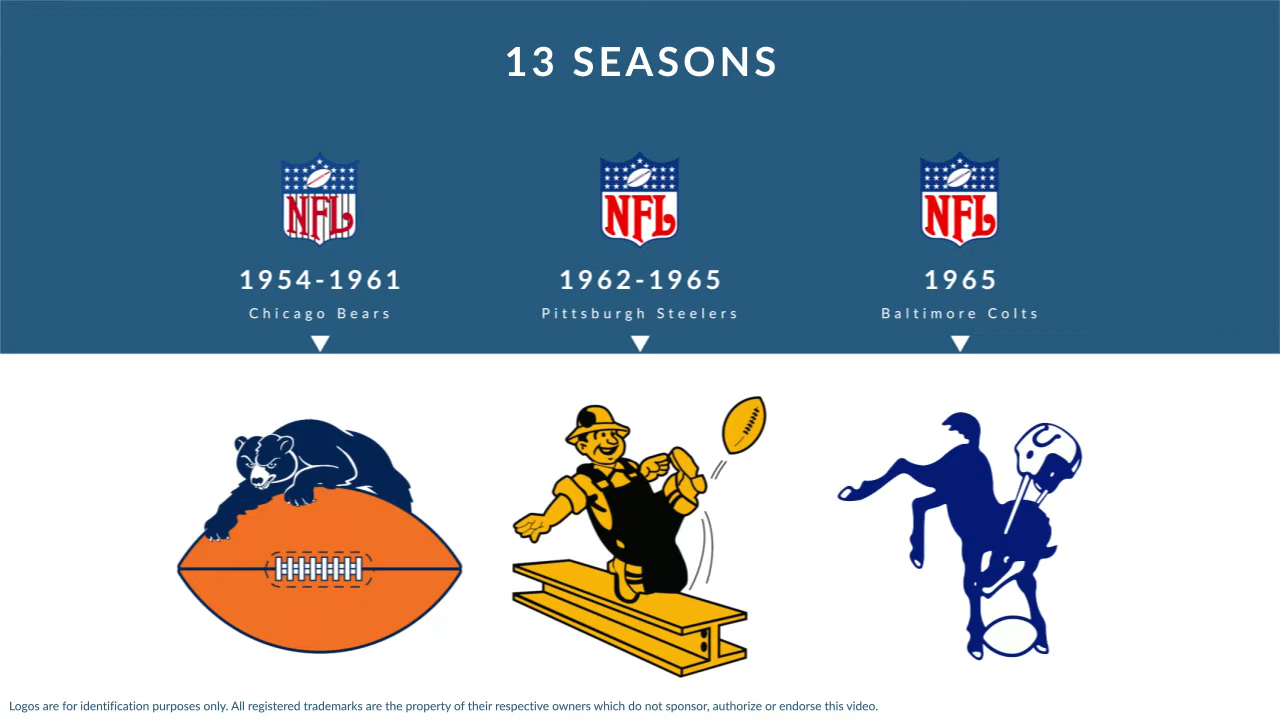 13 SEASONS
NFL NFL NFL
1954-1961 1962-1965 1965
Chicago Bears Pittsburgh Steelers Baltimore Colts
Logos are for identification purposes only. All registered trademarks are the property of their respective owners which do not sponsor, authorize or endorse this video.